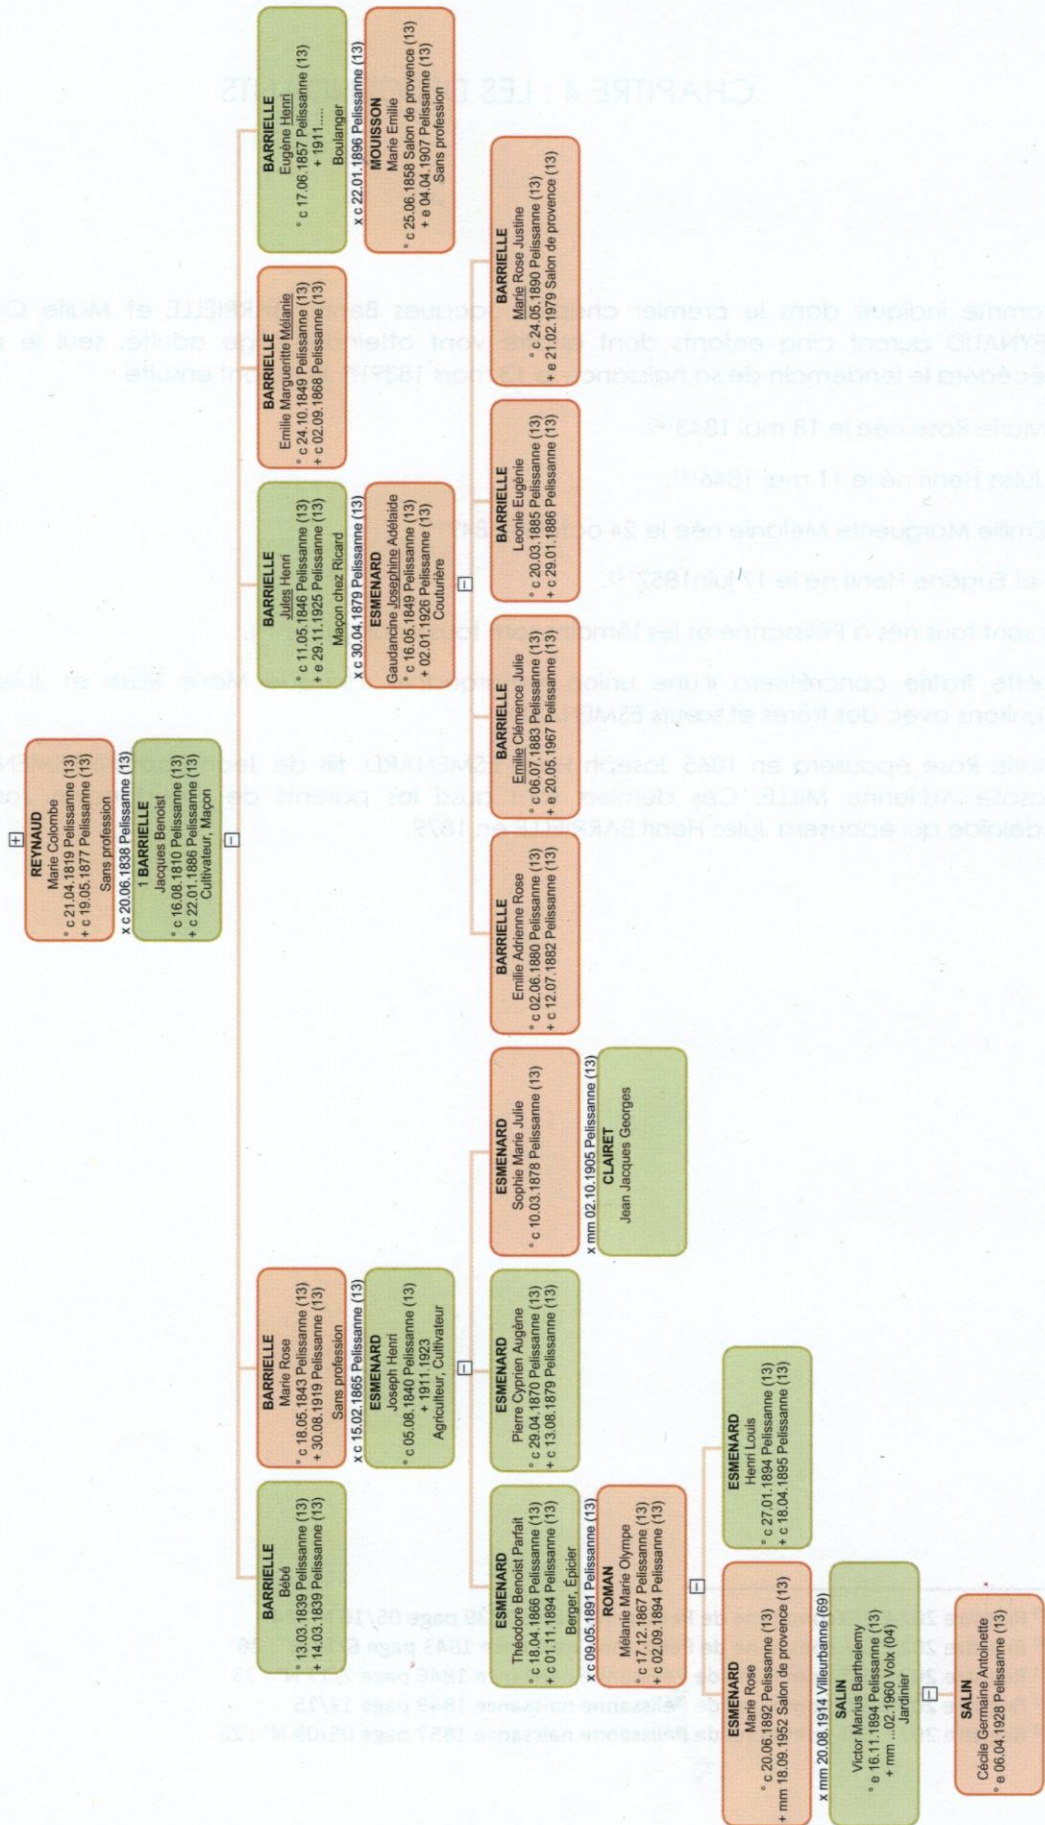 REYNAUD
Marie Colombe
° c 21.04.1819 Pelissanne (13)
+ c 19.05.1877 Pelissanne (13)
Sans profession
x c 20.06.1838 Pelissanne (13)
1 BARRIELLE
Jacques Benoist
° c 16.08.1810 Pelissanne (13)
+ c 22.01.1886 Pelissanne (13)
Cultivateur, Maçon
BARRIELLE
Bébé
° 13.03.1839 Pelissanne (13)
+ 14.03.1839 Pelissanne (13)
BARRIELLE
Marie Rose
° c 18.05.1843 Pelissanne (13)
+ 30.08.1919 Pelissanne (13)
Sans profession
x c 15.02.1865 Pelissanne (13)
ESMENARD
Joseph Henri
° c 05.08.1840 Pelissanne (13)
+ 1911.1923
Agriculteur, Cultivateur
BARRIELLE
Jules Henri
° c 11.05.1846 Pelissanne (13)
+ e 29.11.1925 Pelissanne (13)
Maçon chez Ricard
x c 30.04.1879 Pelissanne (13)
ESMENARD
Gaudancine Josephine Adélaide
° c 16.05.1849 Pelissanne (13)
+ 02.01.1926 Pelissanne (13)
Couturière
BARRIELLE
Emilie Margueritte Mélanie
° c 24.10.1849 Pelissanne (13)
+ c 02.09.1868 Pelissanne (13)
BARRIELLE
Eugène Henri
° c 17.06.1857 Pelissanne (13)
+ 1911.....
Boulanger
x c 22.01.1896 Pelissanne (13)
MOUISSON
Marie Emilie
° c 25.06.1858 Salon de provence (13)
+ e 04.04.1907 Pelissanne (13)
Sans profession
ESMENARD
Théodore Benoist Parfait
° c 18.04.1866 Pelissanne (13)
+ c 01.11.1894 Pelissanne (13)
Berger, Épicier
x c 09.05.1891 Pelissanne (13)
ROMAN
Mélanie Marie Olympe
° c 17.12.1867 Pelissanne (13)
+ c 02.09.1894 Pelissanne (13)
ESMENARD
Pierre Cyprien Augène
° c 29.04.1870 Pelissanne (13)
+ c 13.08.1879 Pelissanne (13)
ESMENARD
Sophie Marie Julie
° c 10.03.1878 Pelissanne (13)
x mm 02.10.1905 Pelissanne (13)
CLAIRET
Jean Jacques Georges
BARRIELLE
Emilie Adrienne Rose
° c 02.06.1880 Pelissanne (13)
+ c 12.07.1882 Pelissanne (13)
BARRIELLE
Emilie Clémence Julie
° c 06.07.1883 Pelissanne (13)
+ e 20.05.1967 Pelissanne (13)
BARRIELLE
Leonie Eugénie
° c 20.03.1885 Pelissanne (13)
+ c 29.01.1886 Pelissanne (13)
BARRIELLE
Marie Rose Justine
° c 24.05.1890 Pelissanne (13)
+ e 21.02.1979 Salon de provence (13)
ESMENARD
Marie Rose
° c 20.06.1892 Pelissanne (13)
+ mm 18.09.1952 Salon de provence (13)
x mm 20.08.1914 Villeurbanne (69)
SALIN
Victor Marius Barthelemy
° e 16.11.1894 Pelissanne (13)
+ mm ...02.1960 Volx (04)
Jardinier
ESMENARD
Henri Louis
° c 27.01.1894 Pelissanne (13)
+ c 18.04.1895 Pelissanne (13)
SALIN
Cécile Germaine Antoinette
° e 06.04.1928 Pelissanne (13)